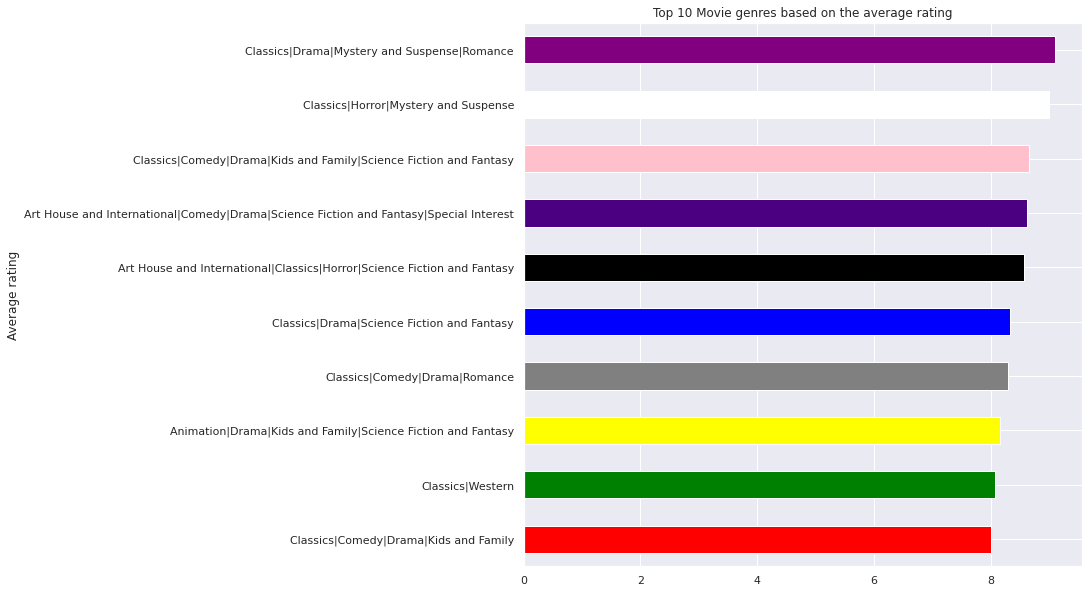 Top 10 Movie genres based on the average rating
Classics|Drama|Mystery and Suspense|Romance
Classics|Horror|Mystery and Suspense
Classics|Comedy|Drama|Kids and Family|Science Fiction and Fantasy
Art House and International|Comedy|Drama|Science Fiction and Fantasy|Special Interest
Art House and International|Classics|Horror|Science Fiction and Fantasy
Classics|Drama|Science Fiction and Fantasy
Classics|Comedy|Drama|Romance
Animation|Drama|Kids and Family|Science Fiction and Fantasy
Classics|Western
Classics|Comedy|Drama|Kids and Family
Average rating
0 2 4 6 8